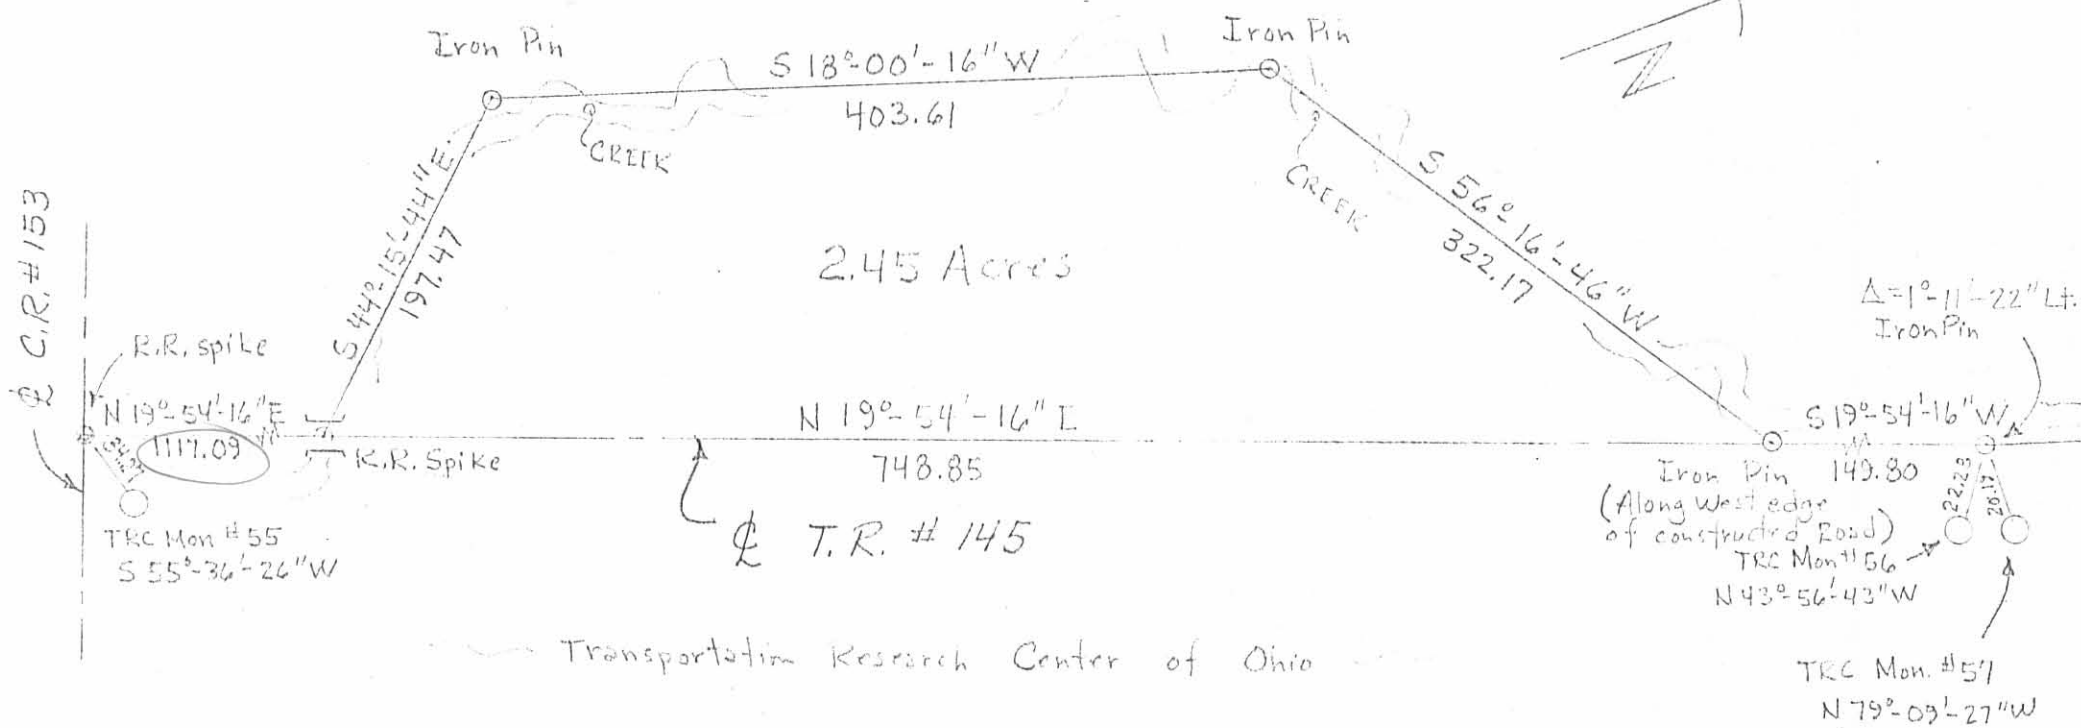 Iron Pin
S 18°-00'-16" W
403.61
Iron Pin
N
CREEK
CREEK
S 44°-15'-44" E
197.47
S 56°-16'-46" W
322.17
2.45 Acres
℄ C.R. # 153
R.R. spike
N 19°-54'-16" E
1117.09
R.R. Spike
N 19°-54'-16" E
748.85
℄ T.R. # 145
Δ=1°-11'-22" Lt.
Iron Pin
S 19°-54'-16" W
149.80
Iron Pin
(Along West edge
of constructed Road)
22.29
20.19
TRC Mon # 55
S 55°-36'-26" W
TRC Mon # 56
N 43°-56'-43" W
TRC Mon. # 57
N 79°-09'-27" W
Transportation Research Center of Ohio